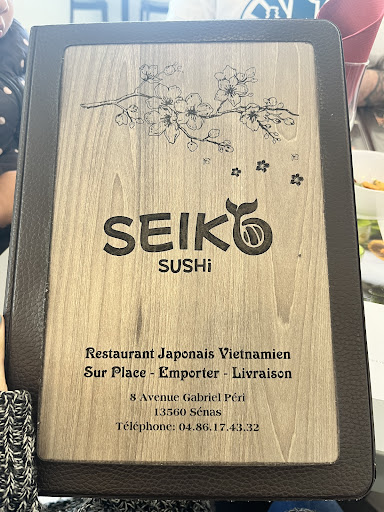 SEIKO
SUSHi
Restaurant Japonais Vietnamien
Sur Place - Emporter - Livraison
8 Avenue Gabriel Péri
13560 Sénas
Téléphone: 04.86.17.43.32